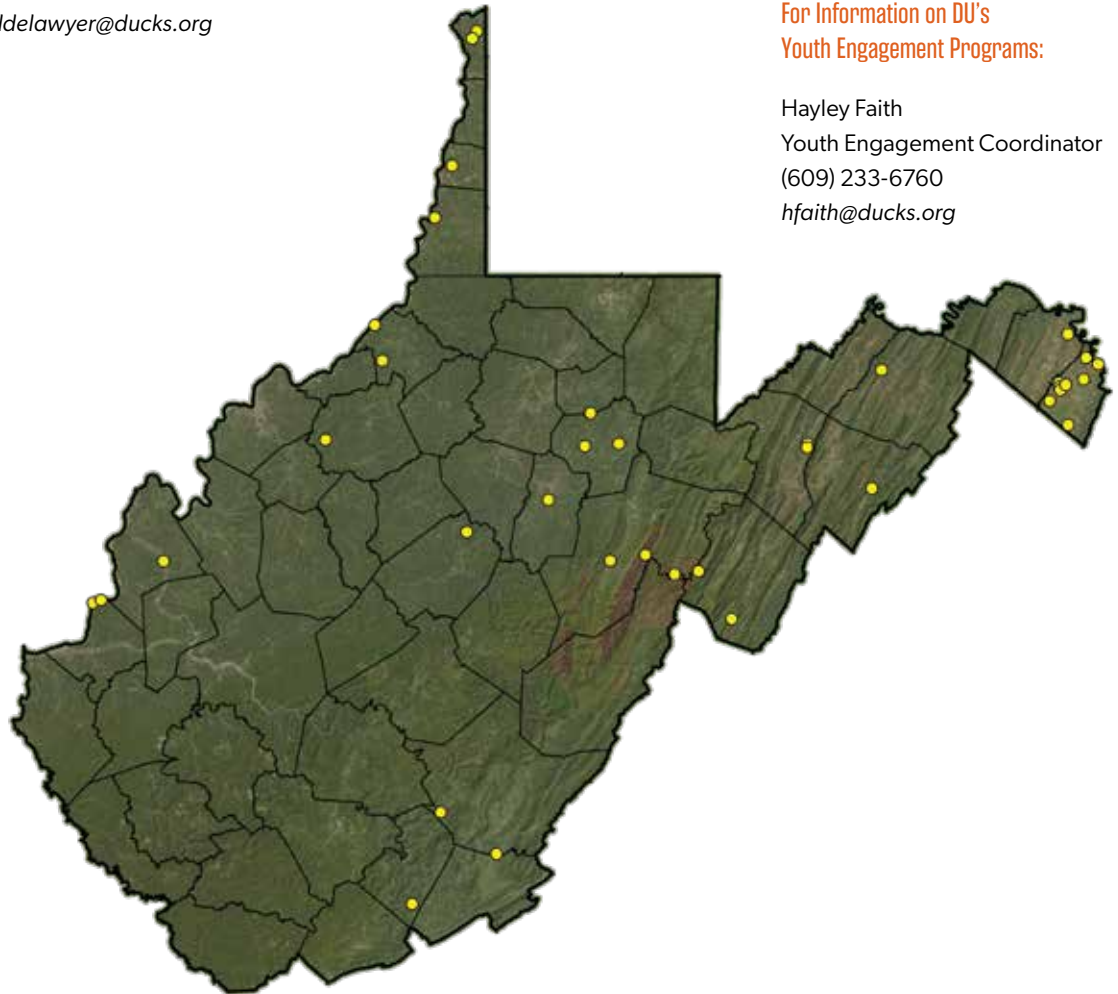 ldelawyer@ducks.org
For Information on DU's
Youth Engagement Programs:
Hayley Faith
Youth Engagement Coordinator
(609) 233-6760
hfaith@ducks.org